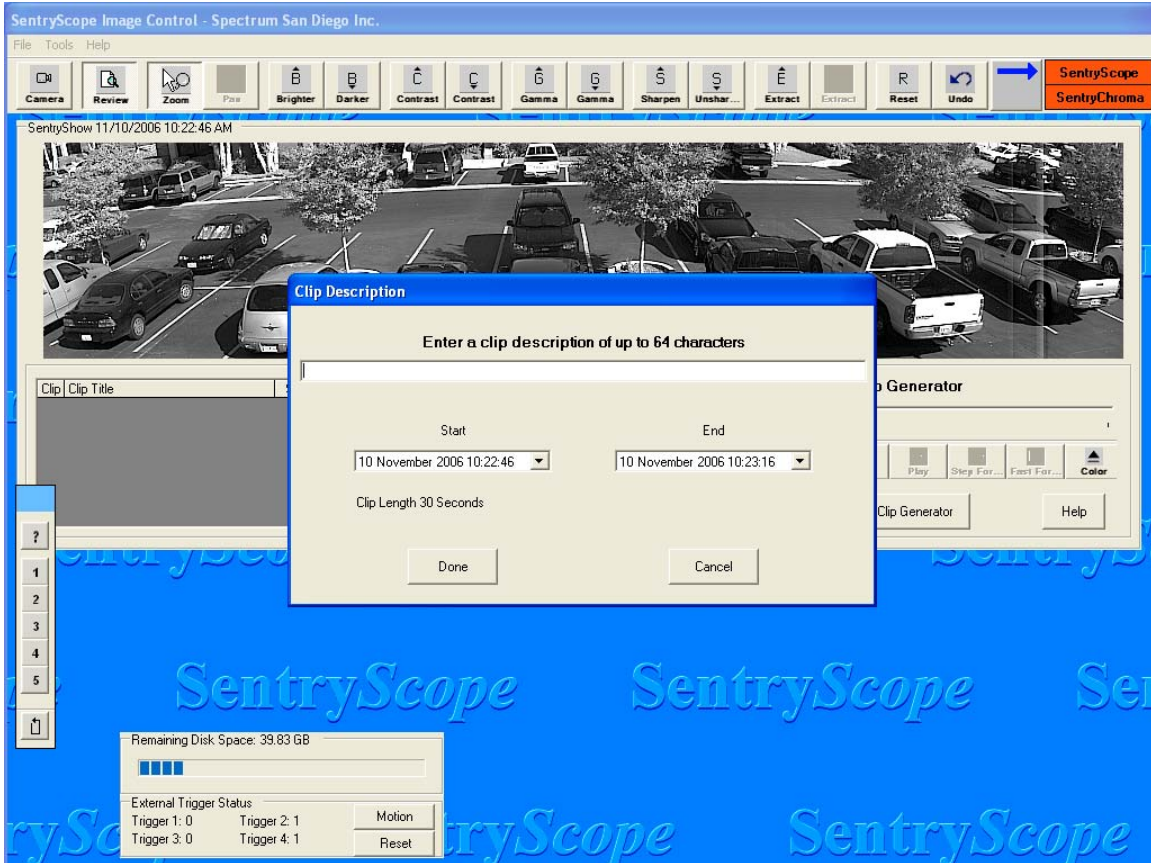 SentryScope Image Control - Spectrum San Diego Inc.
File Tools Help
Camera Review Zoom Pan B Brighter B Darker C Contrast C Contrast G Gamma G Gamma S Sharpen S Unshar... E Extract Extract R Reset Undo
SentryScope
SentryChroma
SentryShow 11/10/2006 10:22:46 AM
Clip Description
Enter a clip description of up to 64 characters
Clip Clip Title
Generator
Start End
10 November 2006 10:22:46 10 November 2006 10:23:16
Play Step For... Fast For... Color
Clip Length 30 Seconds
Clip Generator Help
Done Cancel
?
1
2
3
4
5
SentryScope SentryScope
Remaining Disk Space: 39.83 GB
External Trigger Status
Trigger 1: 0 Trigger 2: 1 Motion
Trigger 3: 0 Trigger 4: 1 Reset
SentryScope